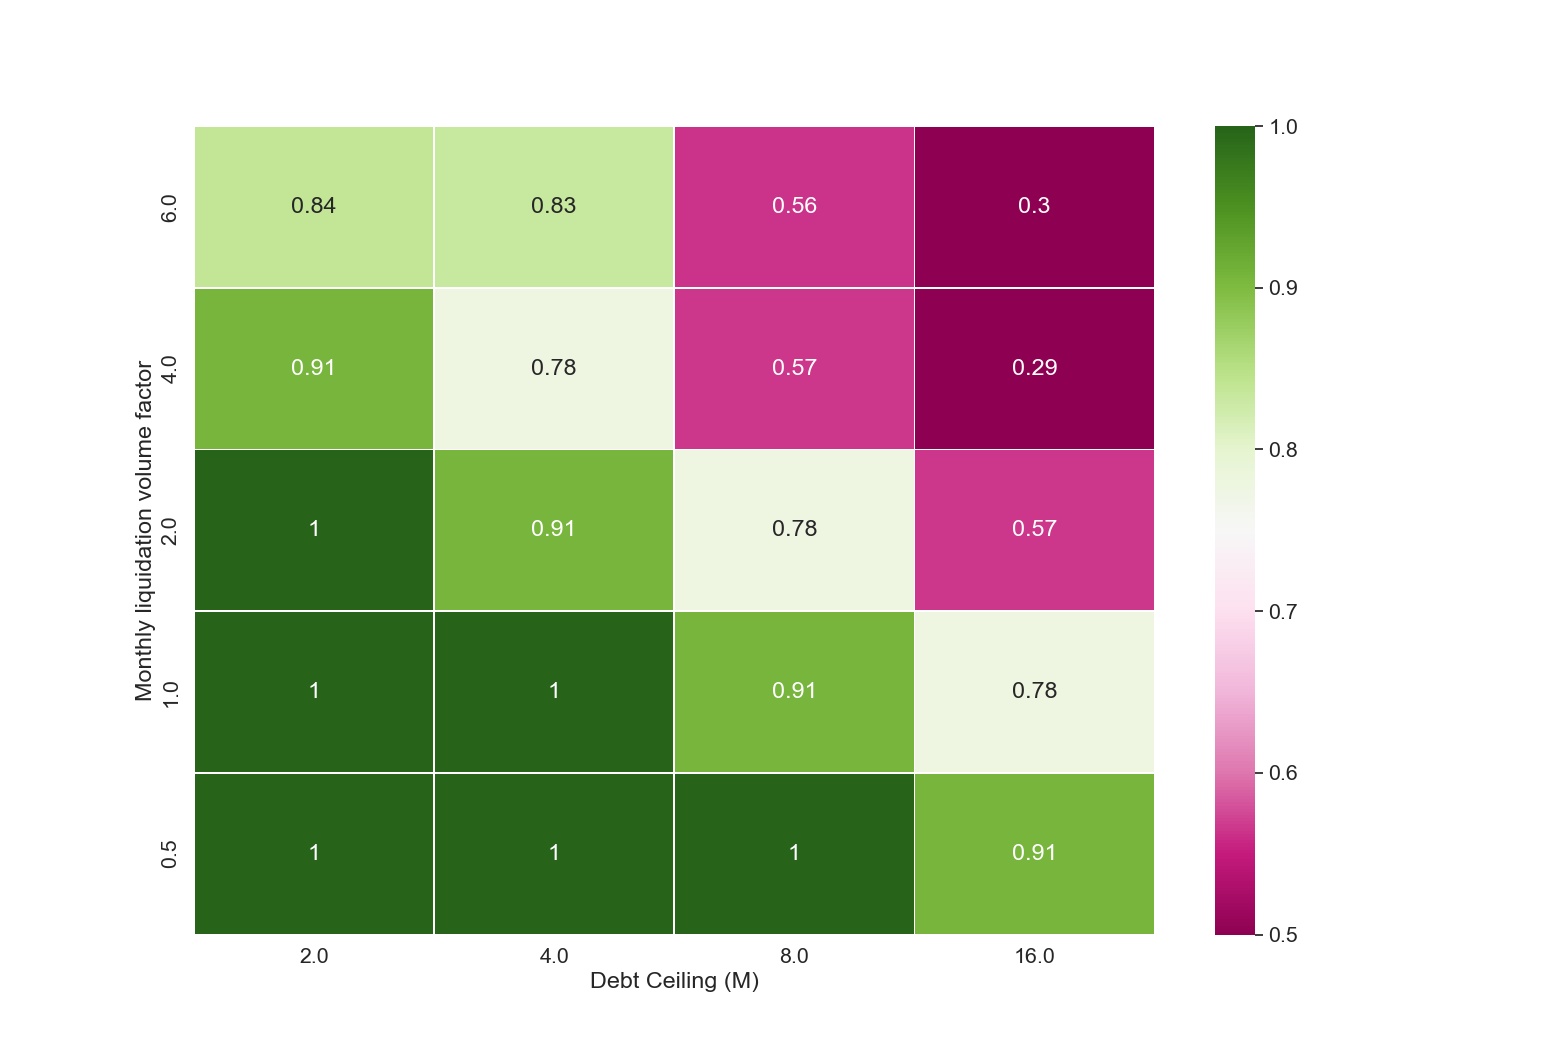 Monthly liquidation volume factor
6.0 0.84 0.83 0.56 0.3
4.0 0.91 0.78 0.57 0.29
2.0 1 0.91 0.78 0.57
1.0 1 1 0.91 0.78
0.5 1 1 1 0.91
2.0 4.0 8.0 16.0
Debt Ceiling (M)
1.0
0.9
0.8
0.7
0.6
0.5